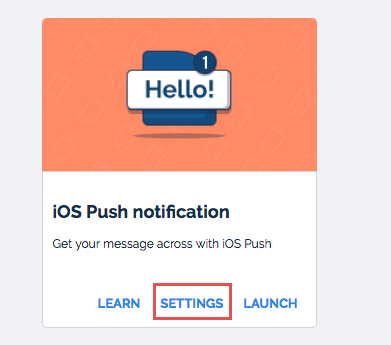 1
Hello!
iOS Push notification
Get your message across with iOS Push
LEARN SETTINGS LAUNCH